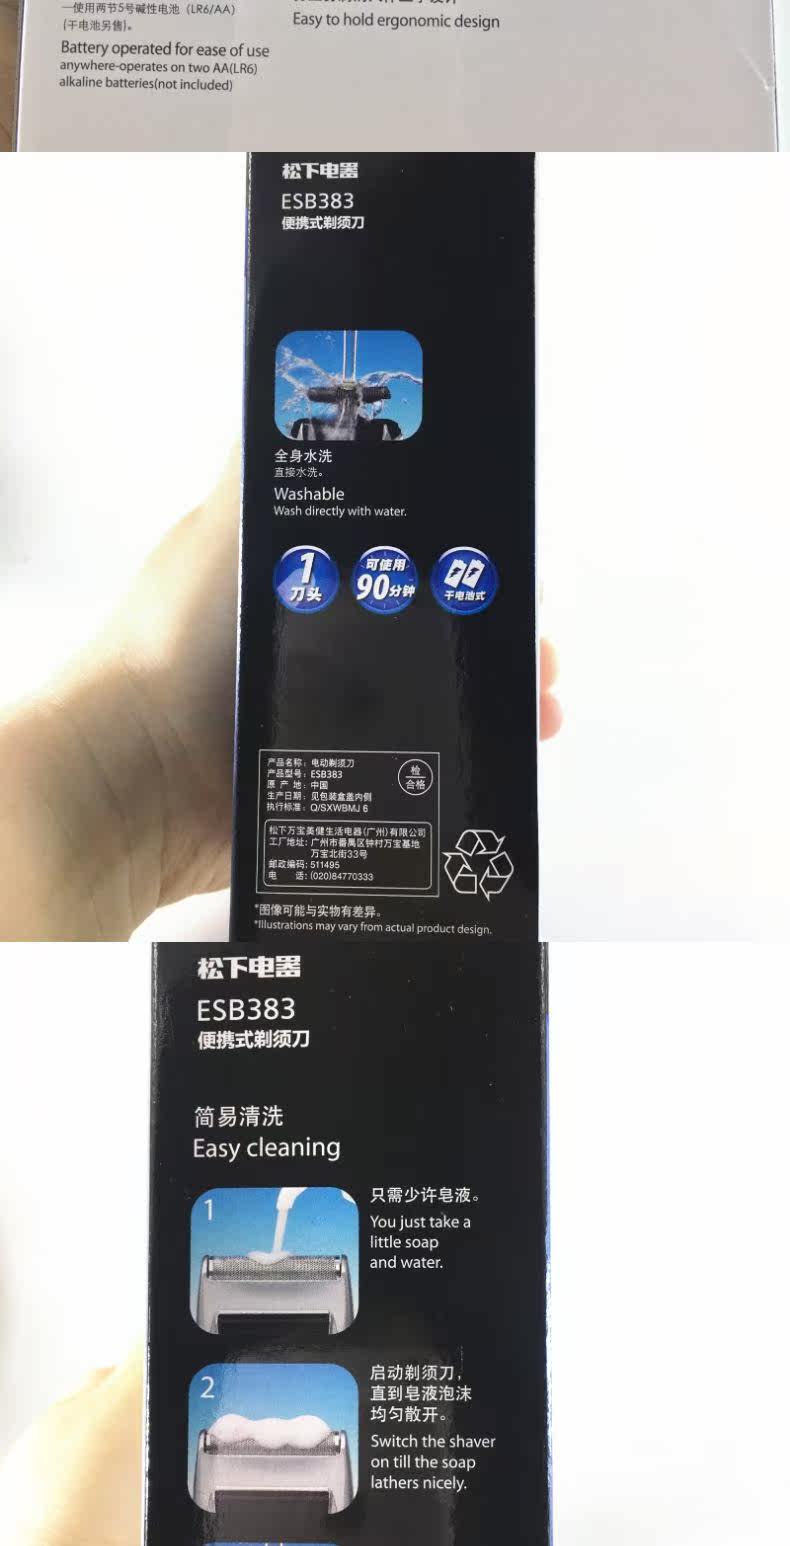 一使用两节5号碱性电池（LR6/AA）
(干电池另售)。
Battery operated for ease of use
anywhere-operates on two AA(LR6)
alkaline batteries(not included)
Easy to hold ergonomic design
松下电器
ESB383
便携式剃须刀
全身水洗
直接水洗。
Washable
Wash directly with water.
1
刀头
可使用
90分钟
干电池式
产品名称：电动剃须刀
产品型号：ESB383
原 产 地：中国
生产日期：见包装盒盖内侧
执行标准：Q/SXWBMJ 6
检
合格
松下万宝美健生活电器(广州)有限公司
工厂地址：广州市番禺区钟村万宝基地
万宝北街33号
邮政编码：511495
电 话：(020)84770333
*图像可能与实物有差异。
*Illustrations may vary from actual product design.
松下电器
ESB383
便携式剃须刀
简易清洗
Easy cleaning
1
只需少许皂液。
You just take a
little soap
and water.
2
启动剃须刀，
直到皂液泡沫
均匀散开。
Switch the shaver
on till the soap
lathers nicely.